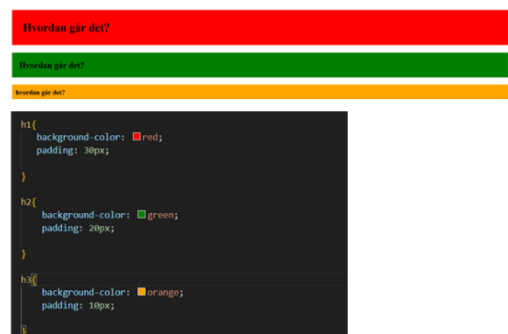 Hvordan går det?
Hvordan går det?
hvordan går det?
h1{
background-color: red;
padding: 30px;
}
h2{
background-color: green;
padding: 20px;
}
h3{
background-color: orange;
padding: 10px;
}